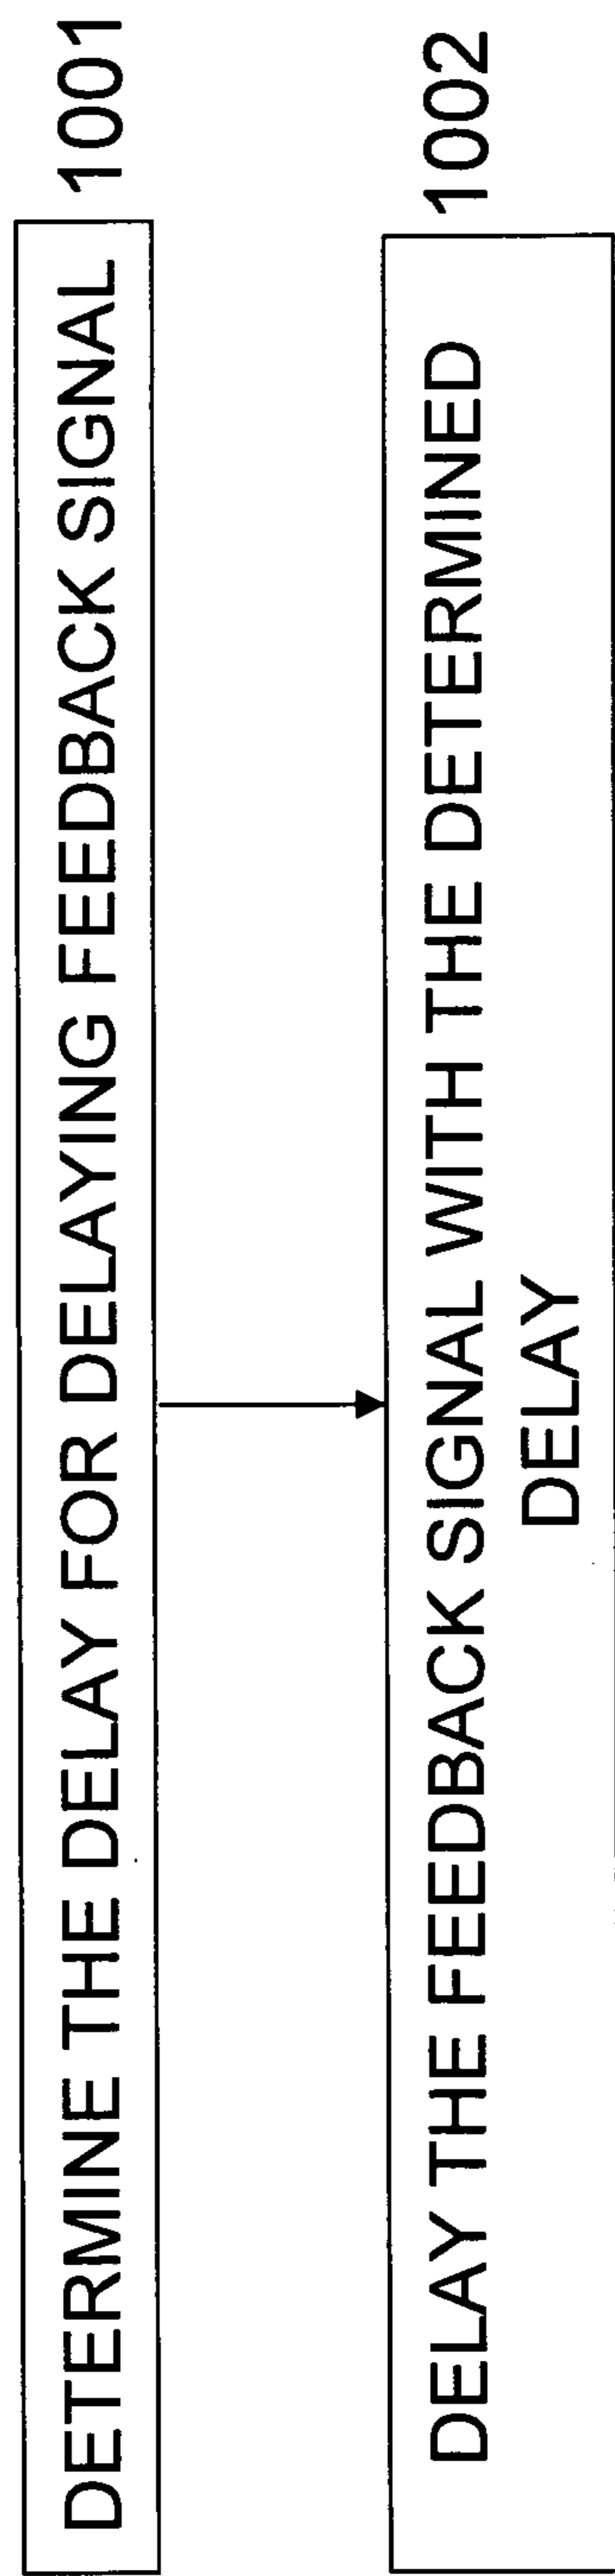 DETERMINE THE DELAY FOR DELAYING FEEDBACK SIGNAL 1001
DELAY THE FEEDBACK SIGNAL WITH THE DETERMINED 1002
DELAY